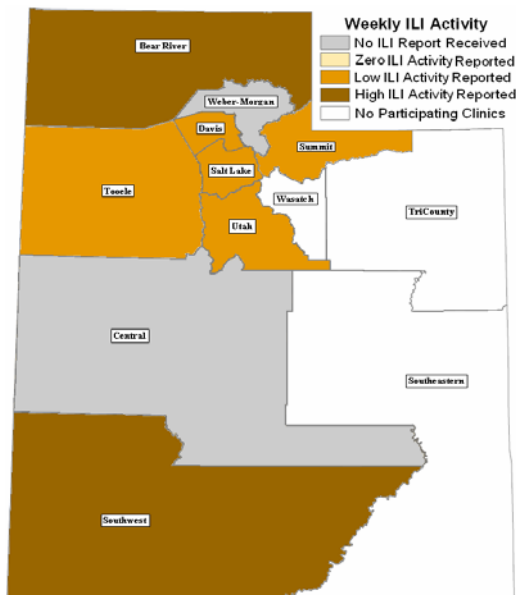 Weekly ILI Activity
No ILI Report Received
Zero ILI Activity Reported
Low ILI Activity Reported
High ILI Activity Reported
No Participating Clinics
Bear River
Weber-Morgan
Davis
Summit
Salt Lake
Tooele
Wasatch
TriCounty
Utah
Central
Southeastern
Southwest